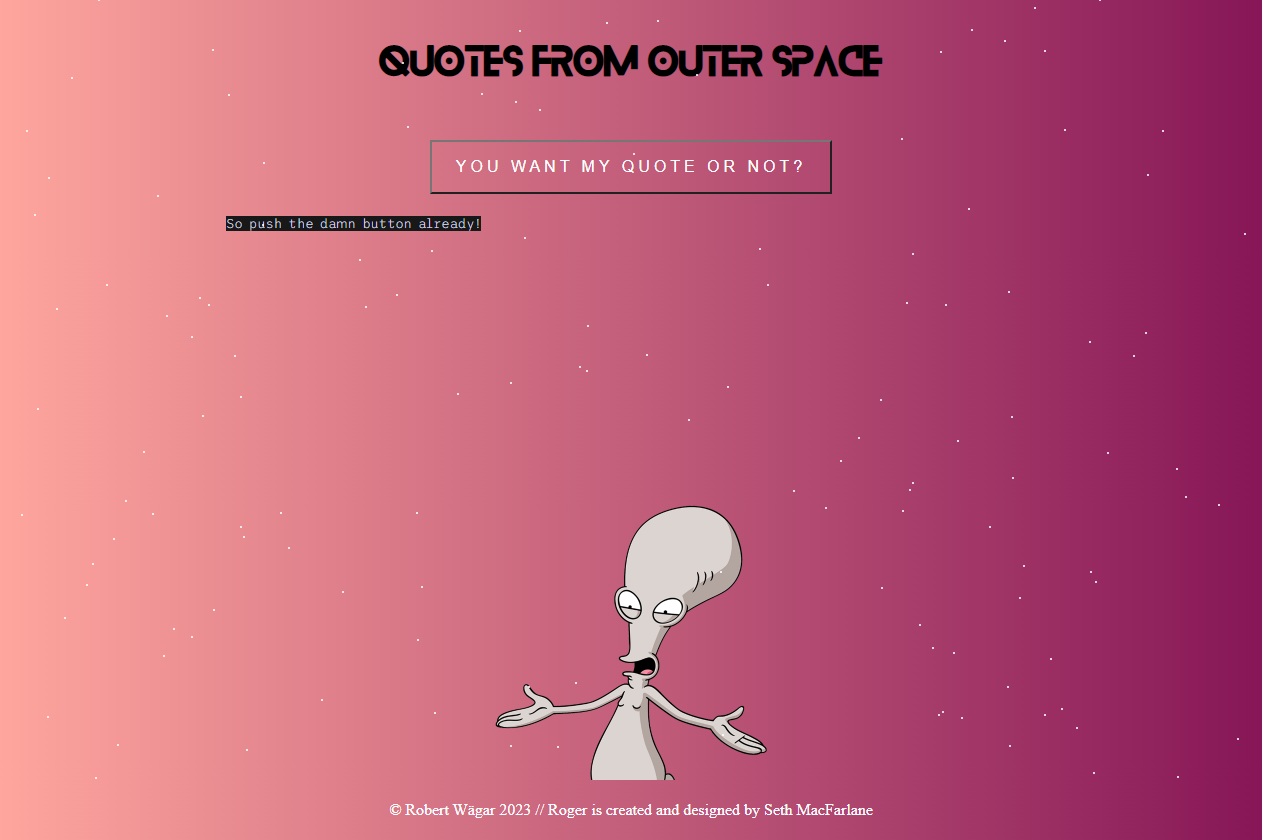 QUOTES FROM OUTER SPACE
YOU WANT MY QUOTE OR NOT?
So push the damn button already!
© Robert Wägar 2023 // Roger is created and designed by Seth MacFarlane